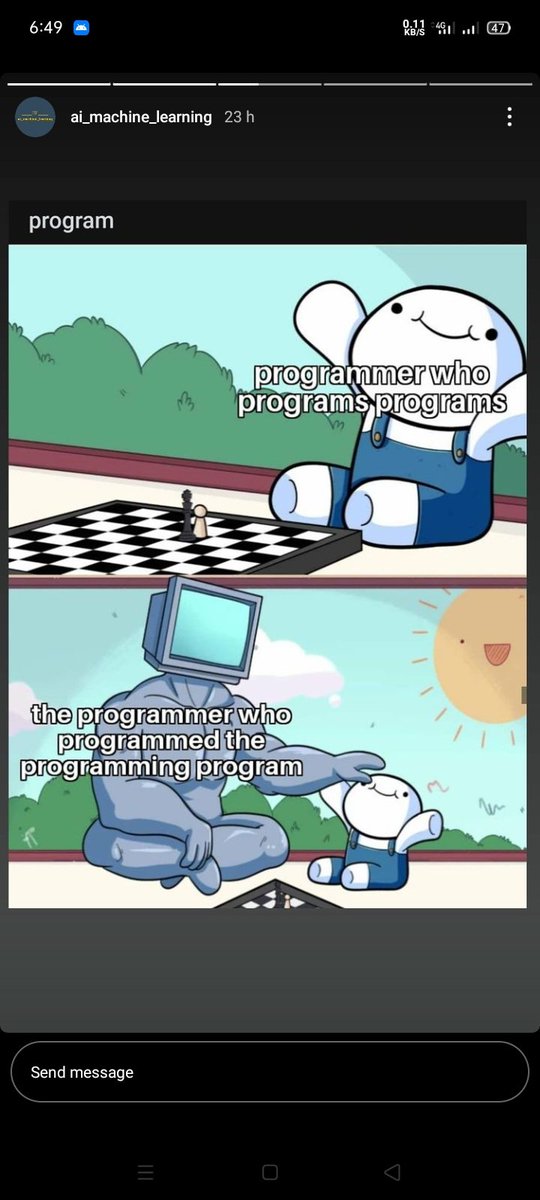 6:49
0.11
KB/S
4G
47
ai_machine_learning 23 h
program
programmer who
programs programs
the programmer who
programmed the
programming program
Send message